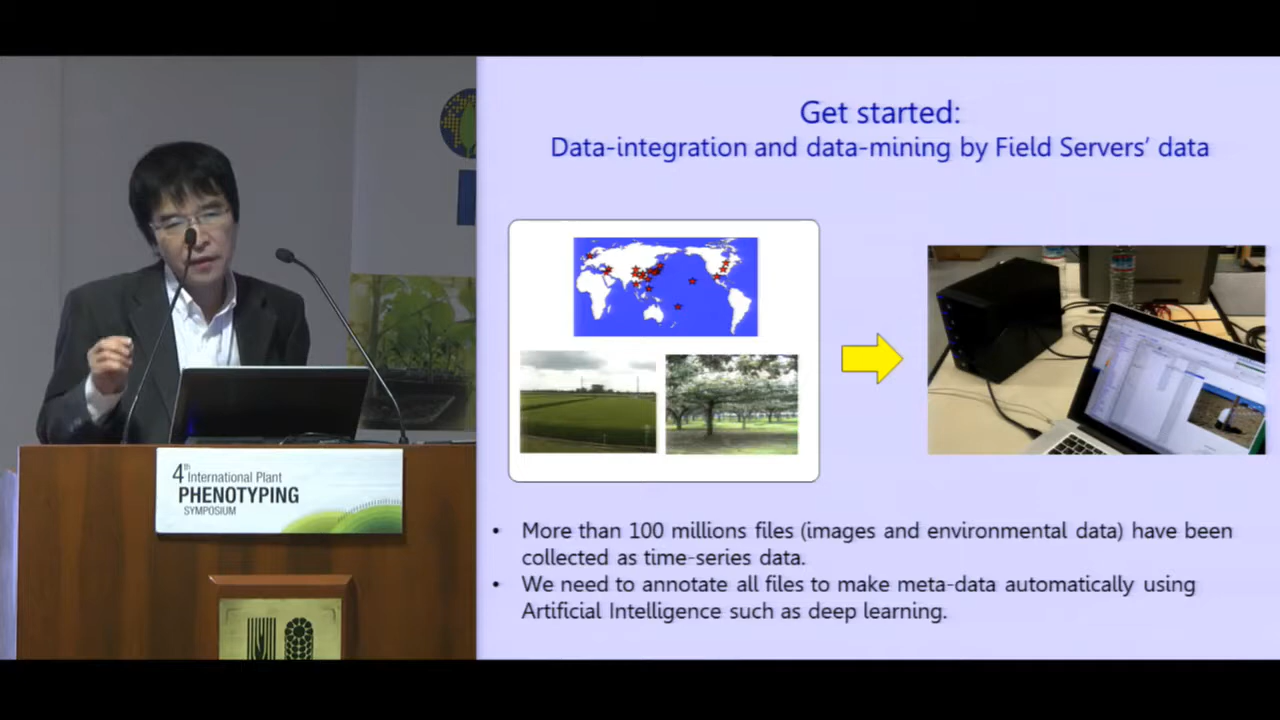 4th International Plant
PHENOTYPING
SYMPOSIUM
Get started:
Data-integration and data-mining by Field Servers' data
• More than 100 millions files (images and environmental data) have been
collected as time-series data.
• We need to annotate all files to make meta-data automatically using
Artificial Intelligence such as deep learning.